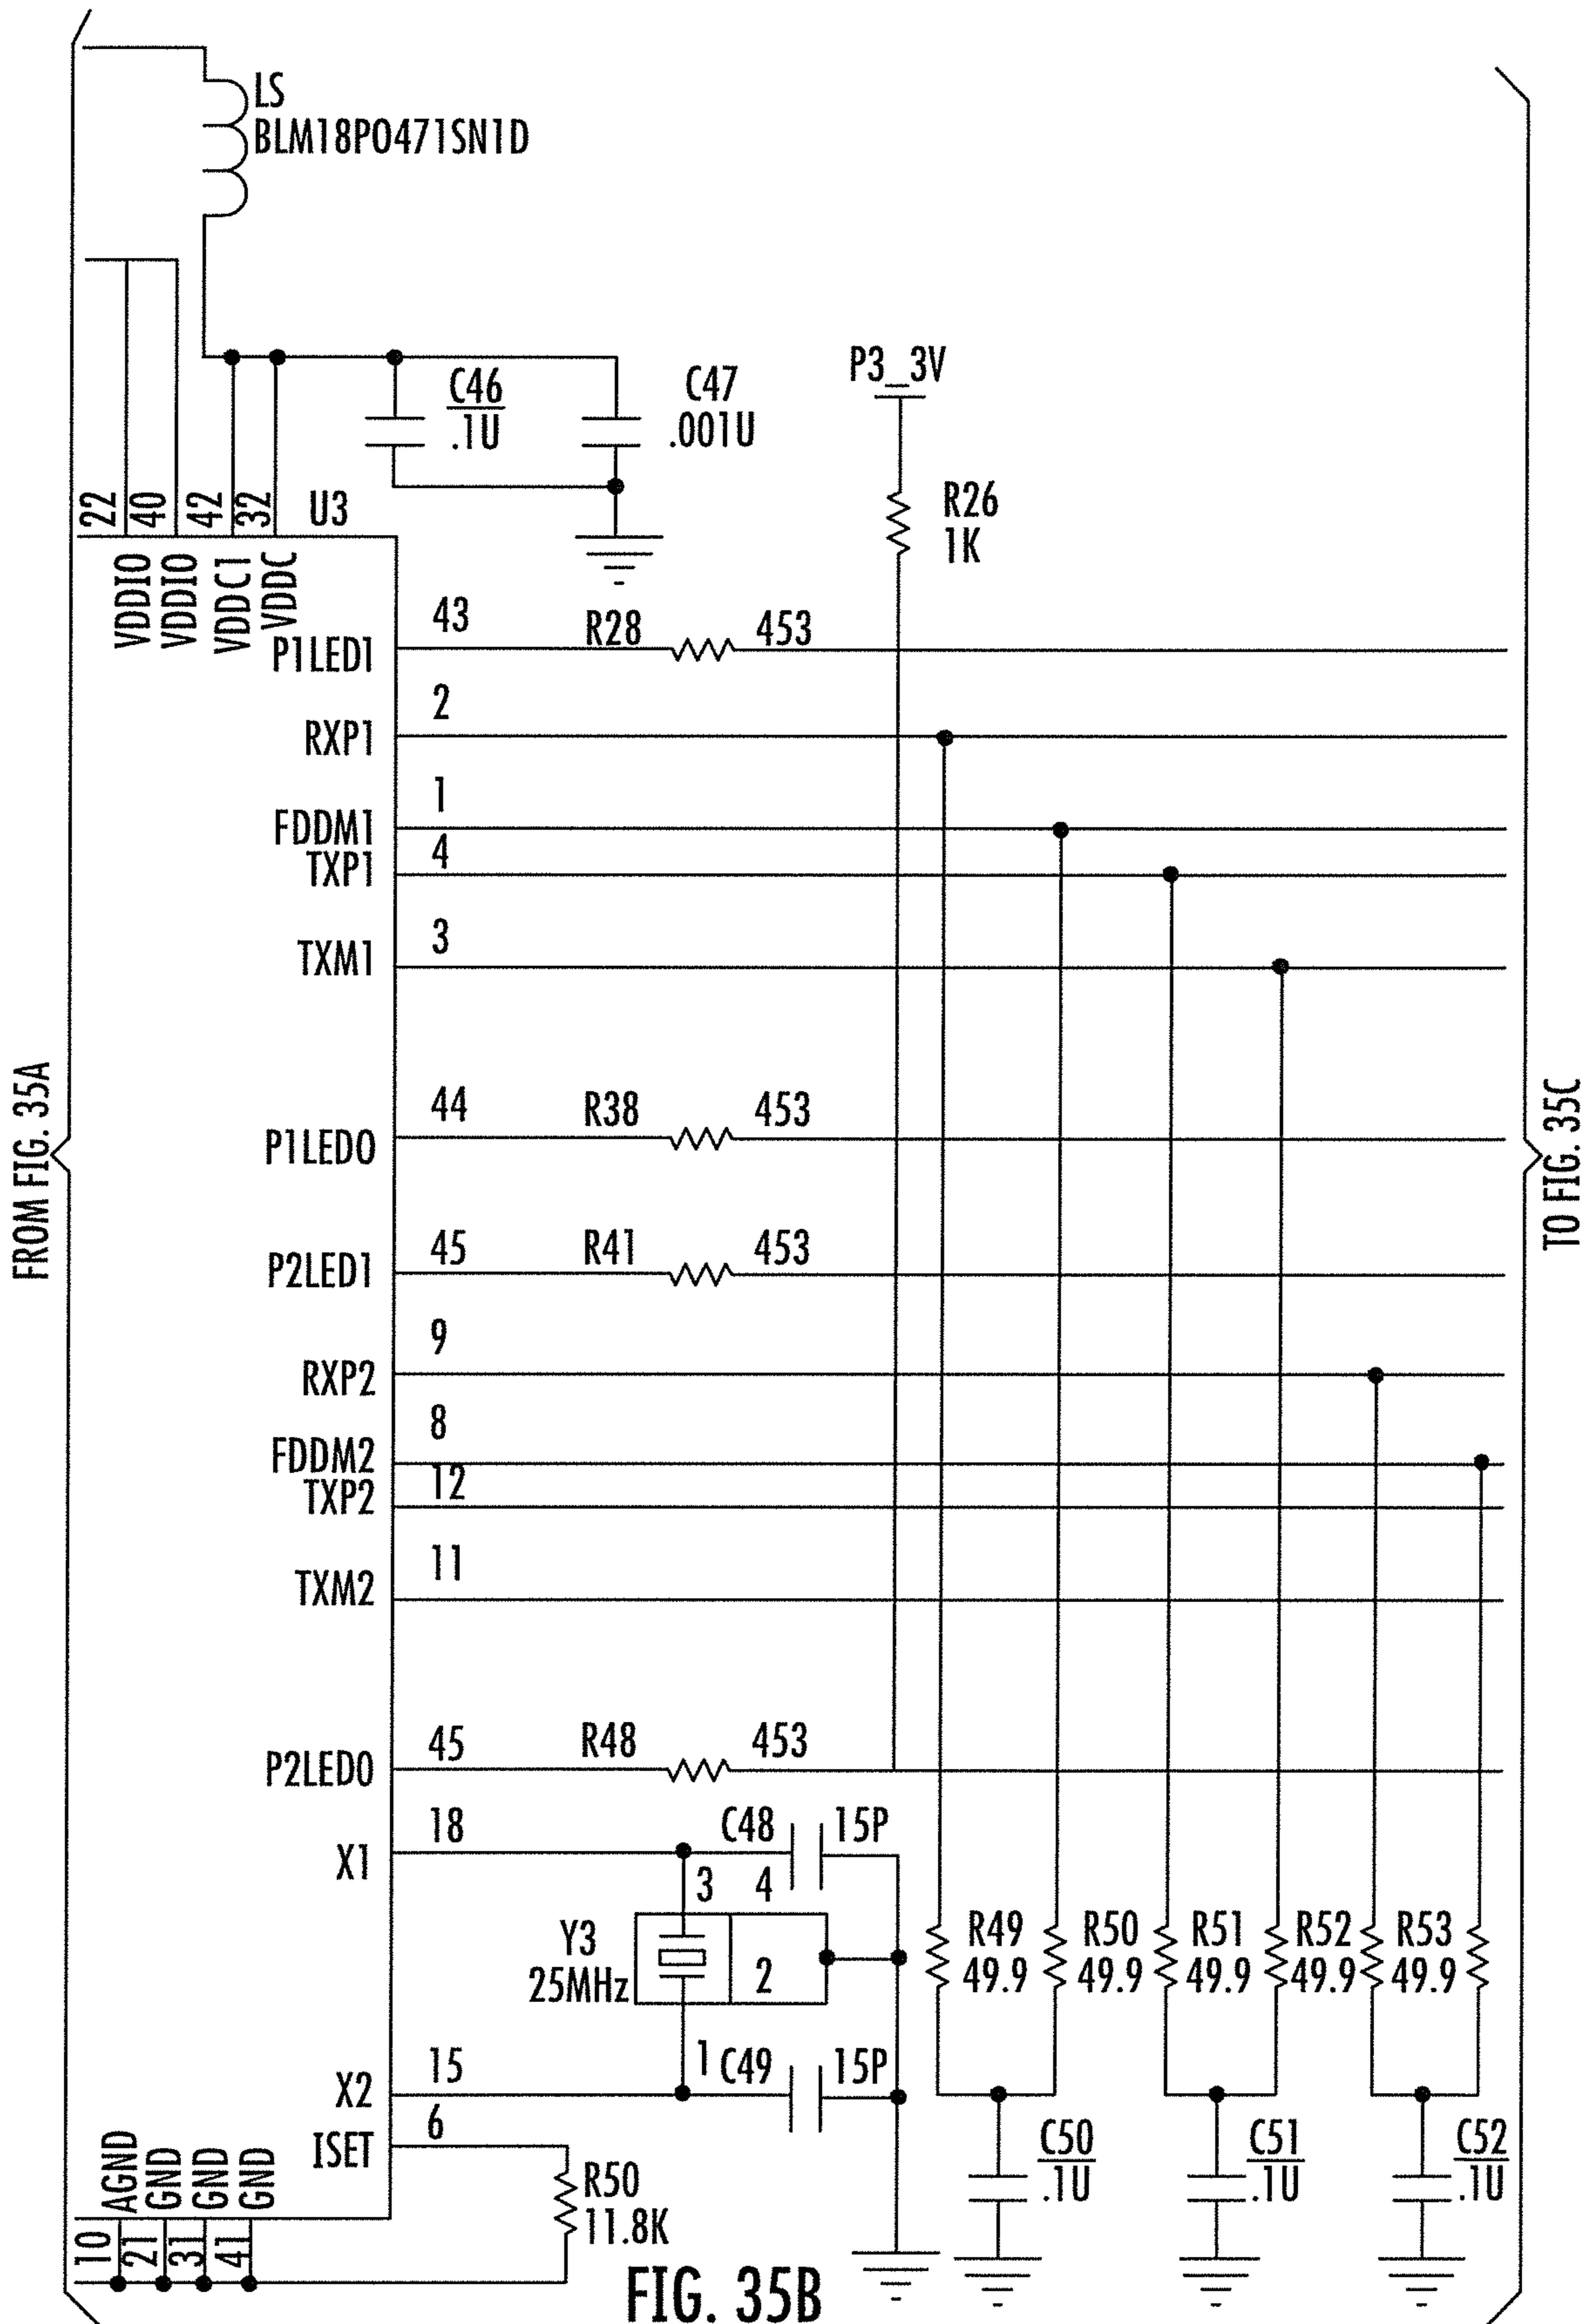 LS
BLM18PO471SN1D
P3_3V
C46
.1U
C47
.001U
R26
1K
22
40
42
32
U3
VDDIO
VDDIO
VDDC1
VDDC
P1LED1
43
R28
453
RXP1
2
FDDM1
1
TXP1
4
TXM1
3
FROM FIG. 35A
TO FIG. 35C
P1LED0
44
R38
453
P2LED1
45
R41
453
RXP2
9
FDDM2
8
TXP2
12
TXM2
11
P2LED0
45
R48
453
X1
18
C48
15P
3
4
Y3
25MHz
2
R49
49.9
R50
49.9
R51
49.9
R52
49.9
R53
49.9
X2
15
1
C49
15P
ISET
6
R50
11.8K
C50
.1U
C51
.1U
C52
.1U
AGND
GND
GND
GND
10
21
31
41
FIG. 35B